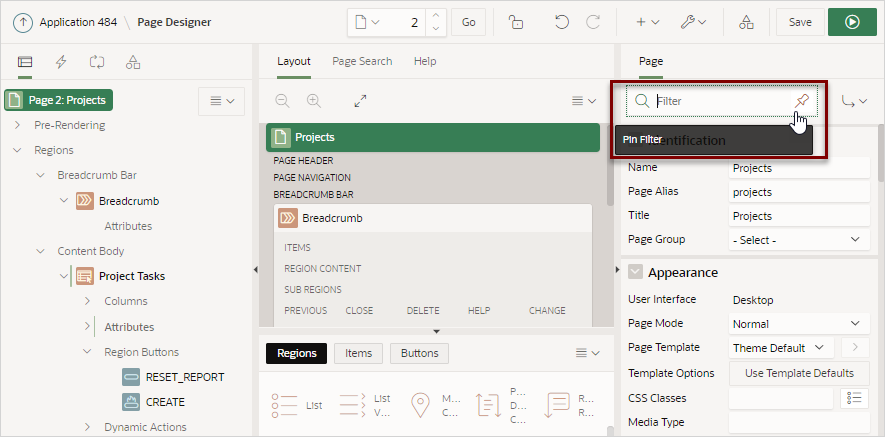 Application 484 \ Page Designer
2
Go
Save
Page 2: Projects
Pre-Rendering
Regions
Breadcrumb Bar
Breadcrumb
Attributes
Content Body
Project Tasks
Columns
Attributes
Region Buttons
RESET_REPORT
CREATE
Dynamic Actions
Layout Page Search Help
Projects
PAGE HEADER
PAGE NAVIGATION
BREADCRUMB BAR
Breadcrumb
ITEMS
REGION CONTENT
SUB REGIONS
PREVIOUS CLOSE DELETE HELP CHANGE
Regions Items Buttons
List List M... P... R...
V... C... D... R...
C...
Page
Filter
Pin Filter
Identification
Name Projects
Page Alias projects
Title Projects
Page Group - Select -
Appearance
User Interface Desktop
Page Mode Normal
Page Template Theme Default
Template Options Use Template Defaults
CSS Classes
Media Type